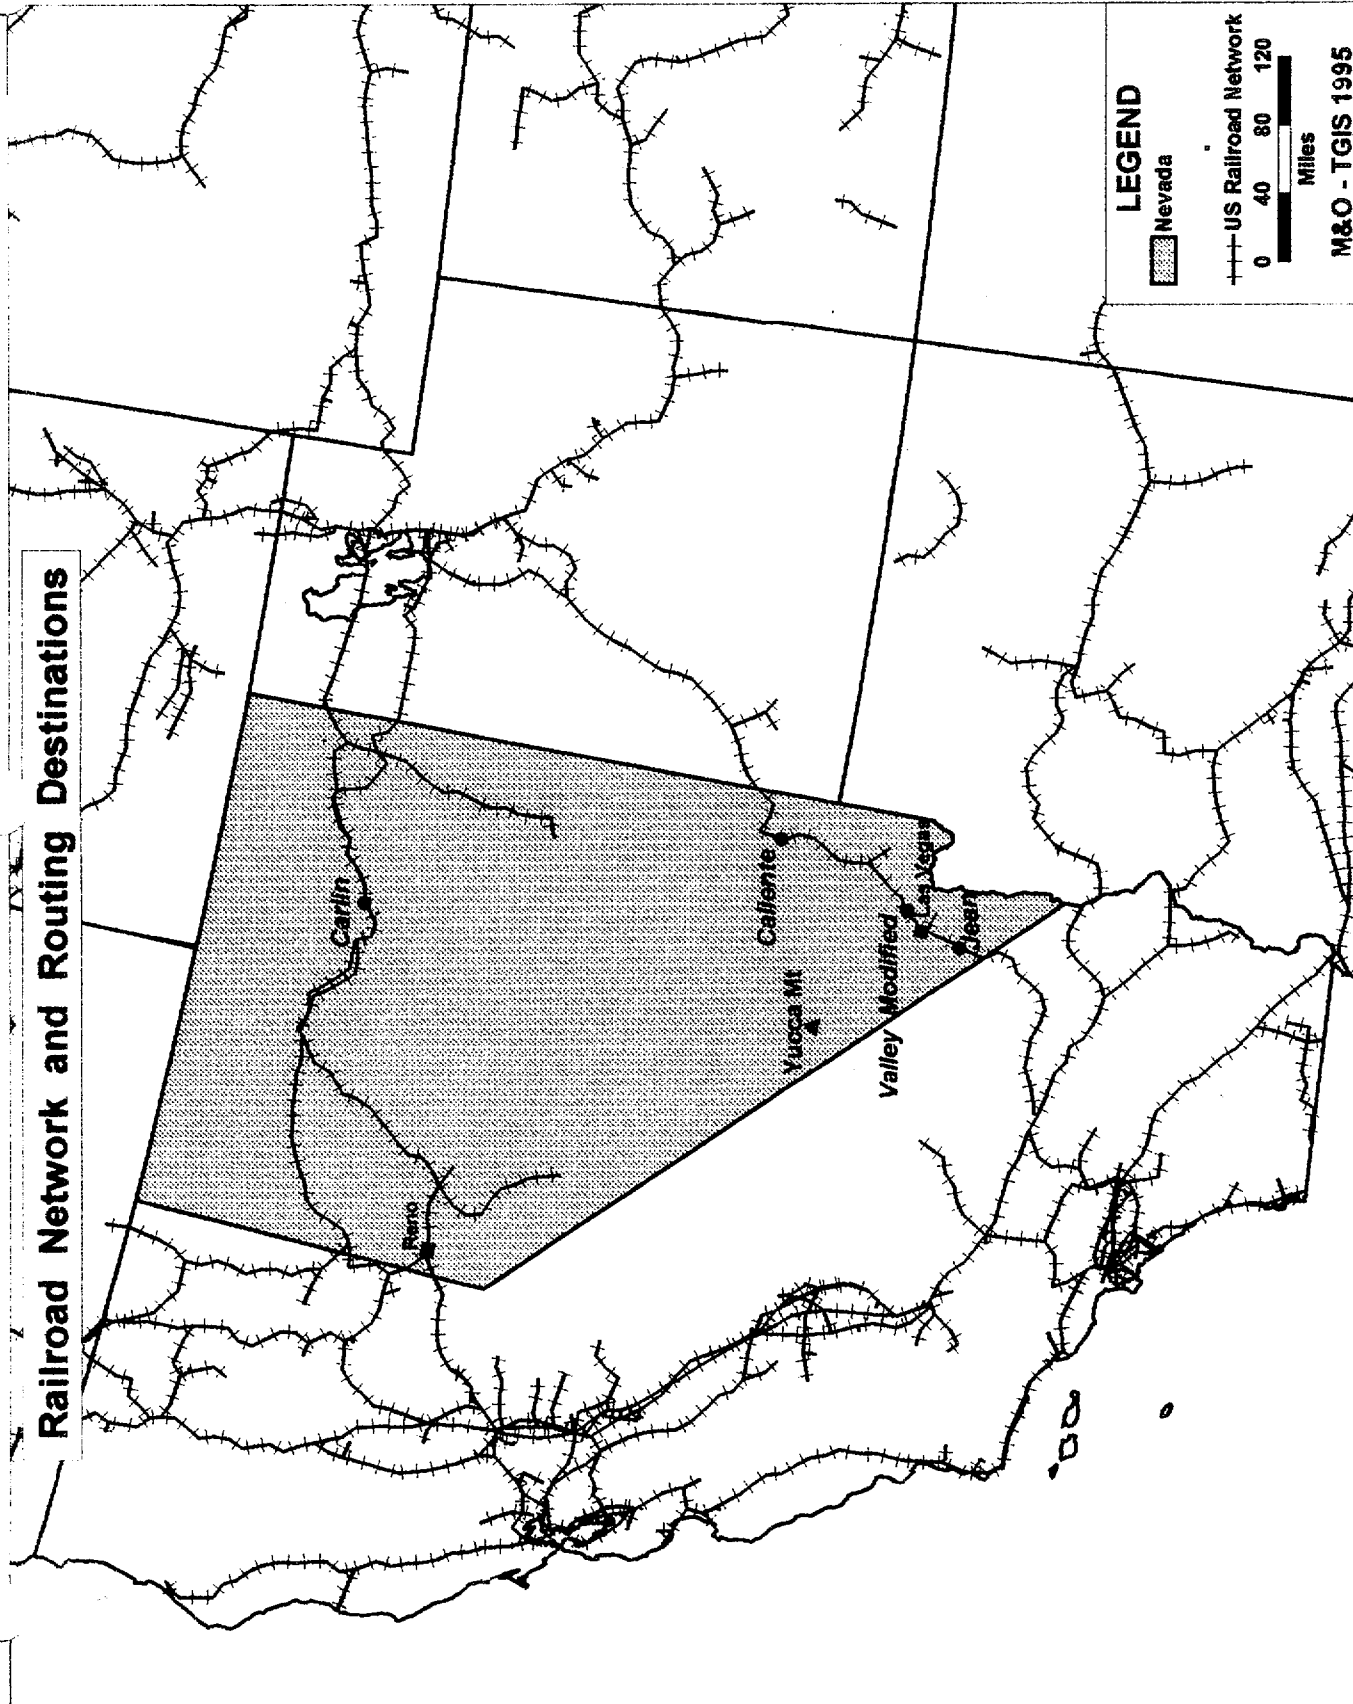 Railroad Network and Routing Destinations
Carlin
Reno
Caliente
Yucca Mt
Valley Modified
Las Vegas
Jean
LEGEND
Nevada
US Railroad Network
0 40 80 120
Miles
M&O - TGIS 1995